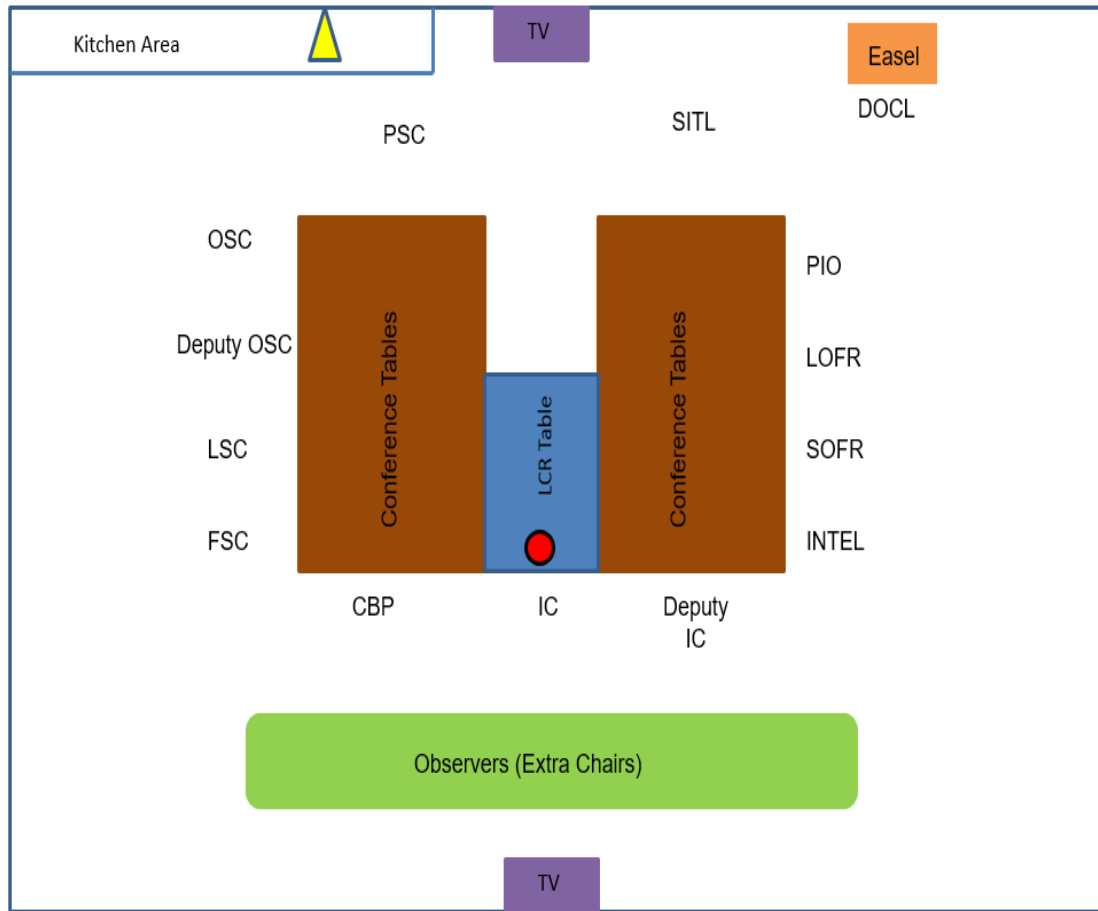 Kitchen Area
TV
Easel
DOCL
PSC
SITL
OSC
Deputy OSC
LSC
FSC
Conference Tables
LCR Table
Conference Tables
PIO
LOFR
SOFR
INTEL
CBP
IC
Deputy
IC
Observers (Extra Chairs)
TV